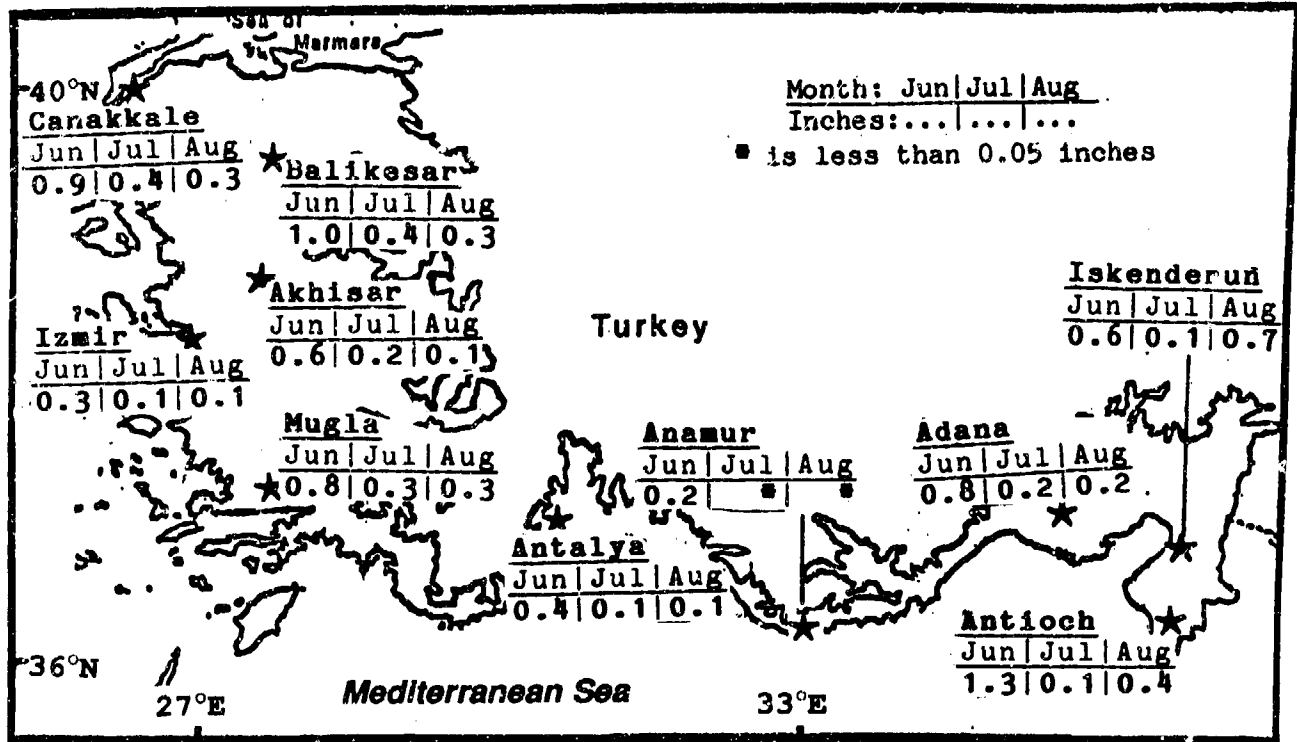 Sea of
Marmara
40°N
Month: Jun|Jul|Aug
Inches:...|...|...
* is less than 0.05 inches
Canakkale
Jun|Jul|Aug
0.9|0.4|0.3
Balikesar
Jun|Jul|Aug
1.0|0.4|0.3
Akhisar
Jun|Jul|Aug
0.6|0.2|0.1
Turkey
Iskenderun
Jun|Jul|Aug
0.6|0.1|0.7
Izmir
Jun|Jul|Aug
0.3|0.1|0.1
Mugla
Jun|Jul|Aug
0.8|0.3|0.3
Anamur
Jun|Jul|Aug
0.2| *| *
Adana
Jun|Jul|Aug
0.8|0.2|0.2
Antalya
Jun|Jul|Aug
0.4|0.1|0.1
Antioch
Jun|Jul|Aug
1.3|0.1|0.4
36°N
Mediterranean Sea
27°E
33°E